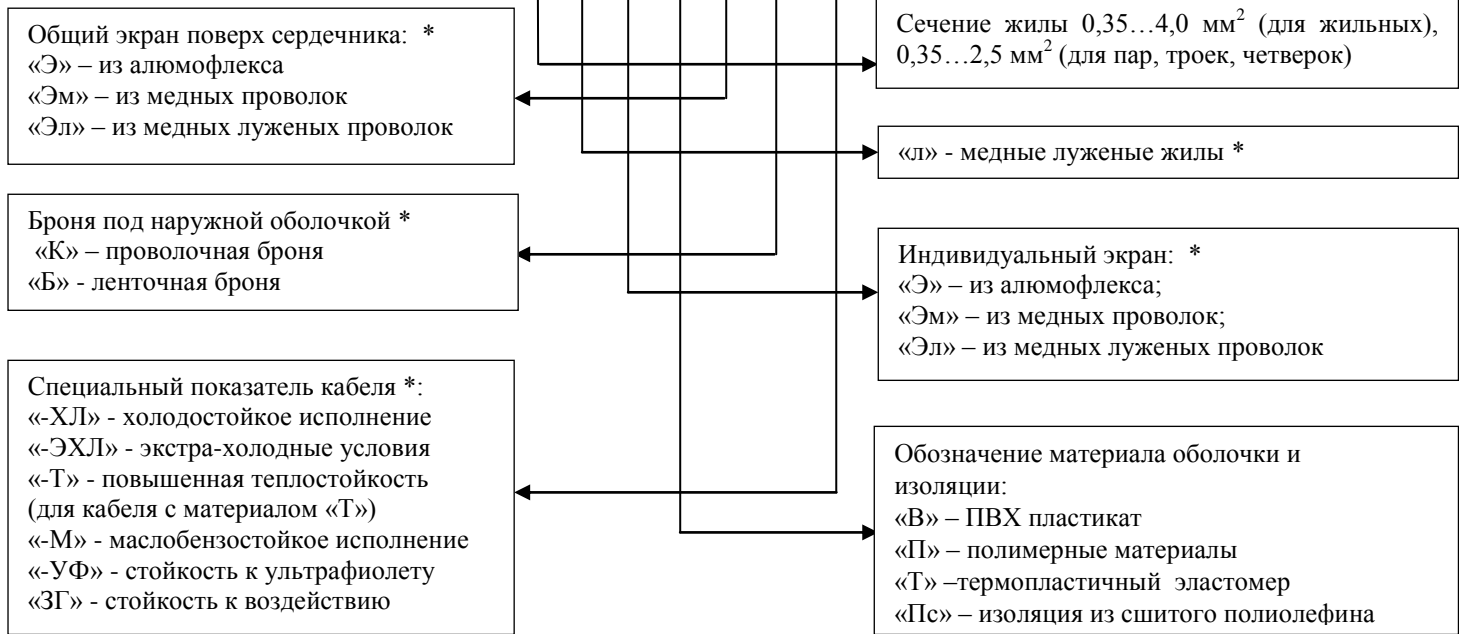 Общий экран поверх сердечника: *
«Э» – из алюмофлекса
«Эм» – из медных проволок
«Эл» – из медных луженых проволок
Броня под наружной оболочкой *
«К» – проволочная броня
«Б» - ленточная броня
Специальный показатель кабеля *:
«-ХЛ» - холодостойкое исполнение
«-ЭХЛ» - экстра-холодные условия
«-Т» - повышенная теплостойкость
(для кабеля с материалом «Т»)
«-М» - маслобензостойкое исполнение
«-УФ» - стойкость к ультрафиолету
«ЗГ» - стойкость к воздействию
Сечение жилы 0,35…4,0 мм² (для жильных),
0,35…2,5 мм² (для пар, троек, четверок)
«л» - медные луженые жилы *
Индивидуальный экран: *
«Э» – из алюмофлекса;
«Эм» – из медных проволок;
«Эл» – из медных луженых проволок
Обозначение материала оболочки и
изоляции:
«В» – ПВХ пластикат
«П» – полимерные материалы
«Т» –термопластичный эластомер
«Пс» – изоляция из сшитого полиолефина